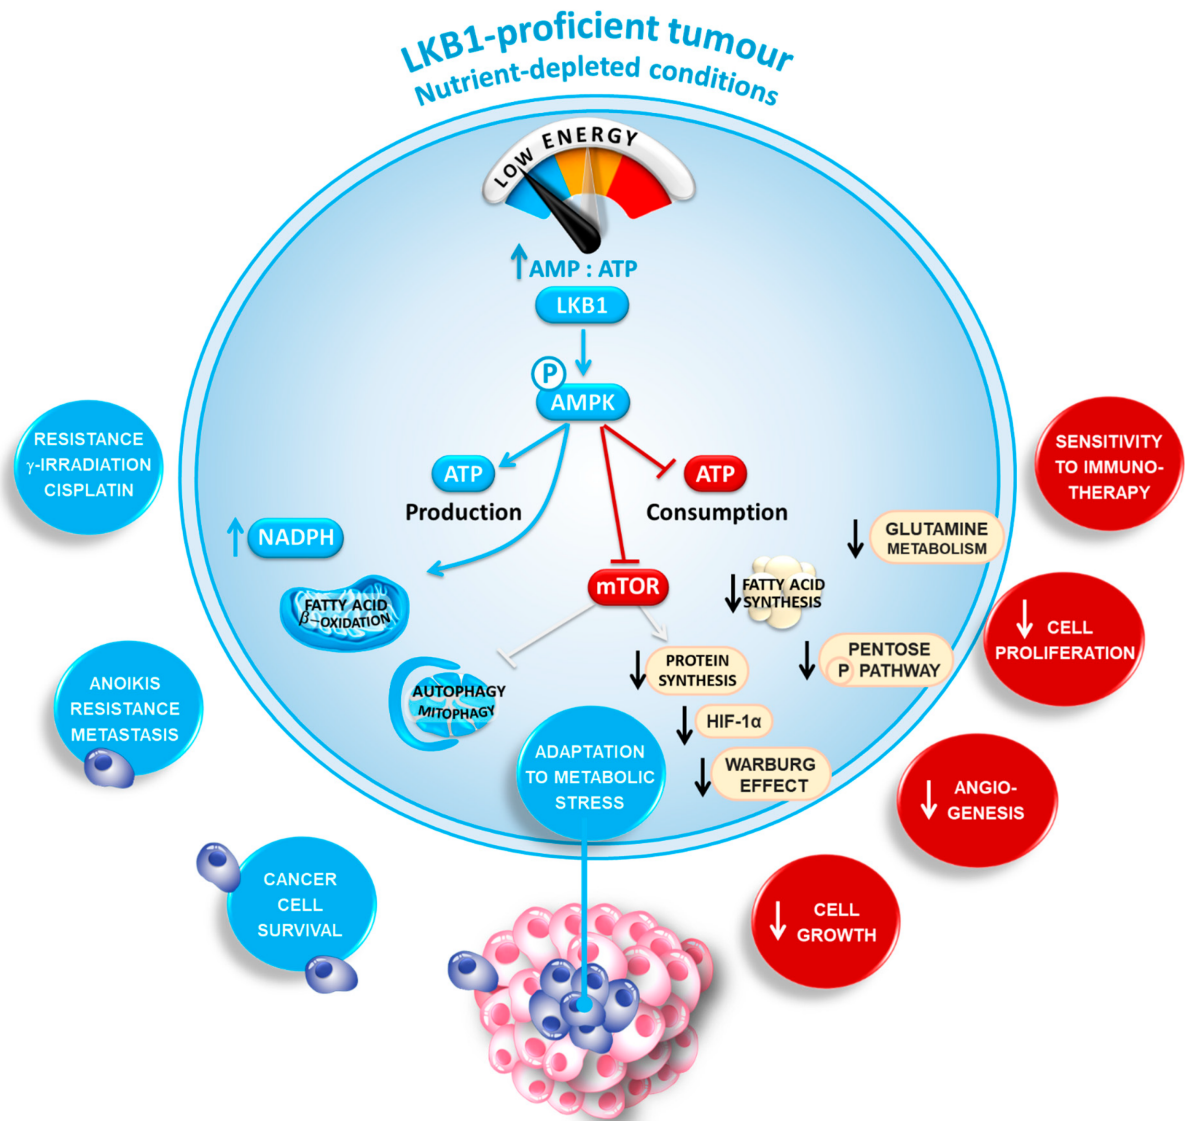 LKB1-proficient tumour
Nutrient-depleted conditions
LOW ENERGY
↑AMP : ATP
LKB1
P
AMPK
ATP
Production
ATP
Consumption
↑ NADPH
FATTY ACID
β-OXIDATION
mTOR
AUTOPHAGY
MITOPHAGY
↓ GLUTAMINE
METABOLISM
↓ FATTY ACID
SYNTHESIS
↓ PENTOSE
P PATHWAY
↓ PROTEIN
SYNTHESIS
↓ HIF-1α
↓ WARBURG
EFFECT
ADAPTATION
TO METABOLIC
STRESS
RESISTANCE
γ-IRRADIATION
CISPLATIN
ANOIKIS
RESISTANCE
METASTASIS
CANCER
CELL
SURVIVAL
SENSITIVITY
TO IMMUNO-
THERAPY
↓ CELL
PROLIFERATION
↓ ANGIO-
GENESIS
↓ CELL
GROWTH